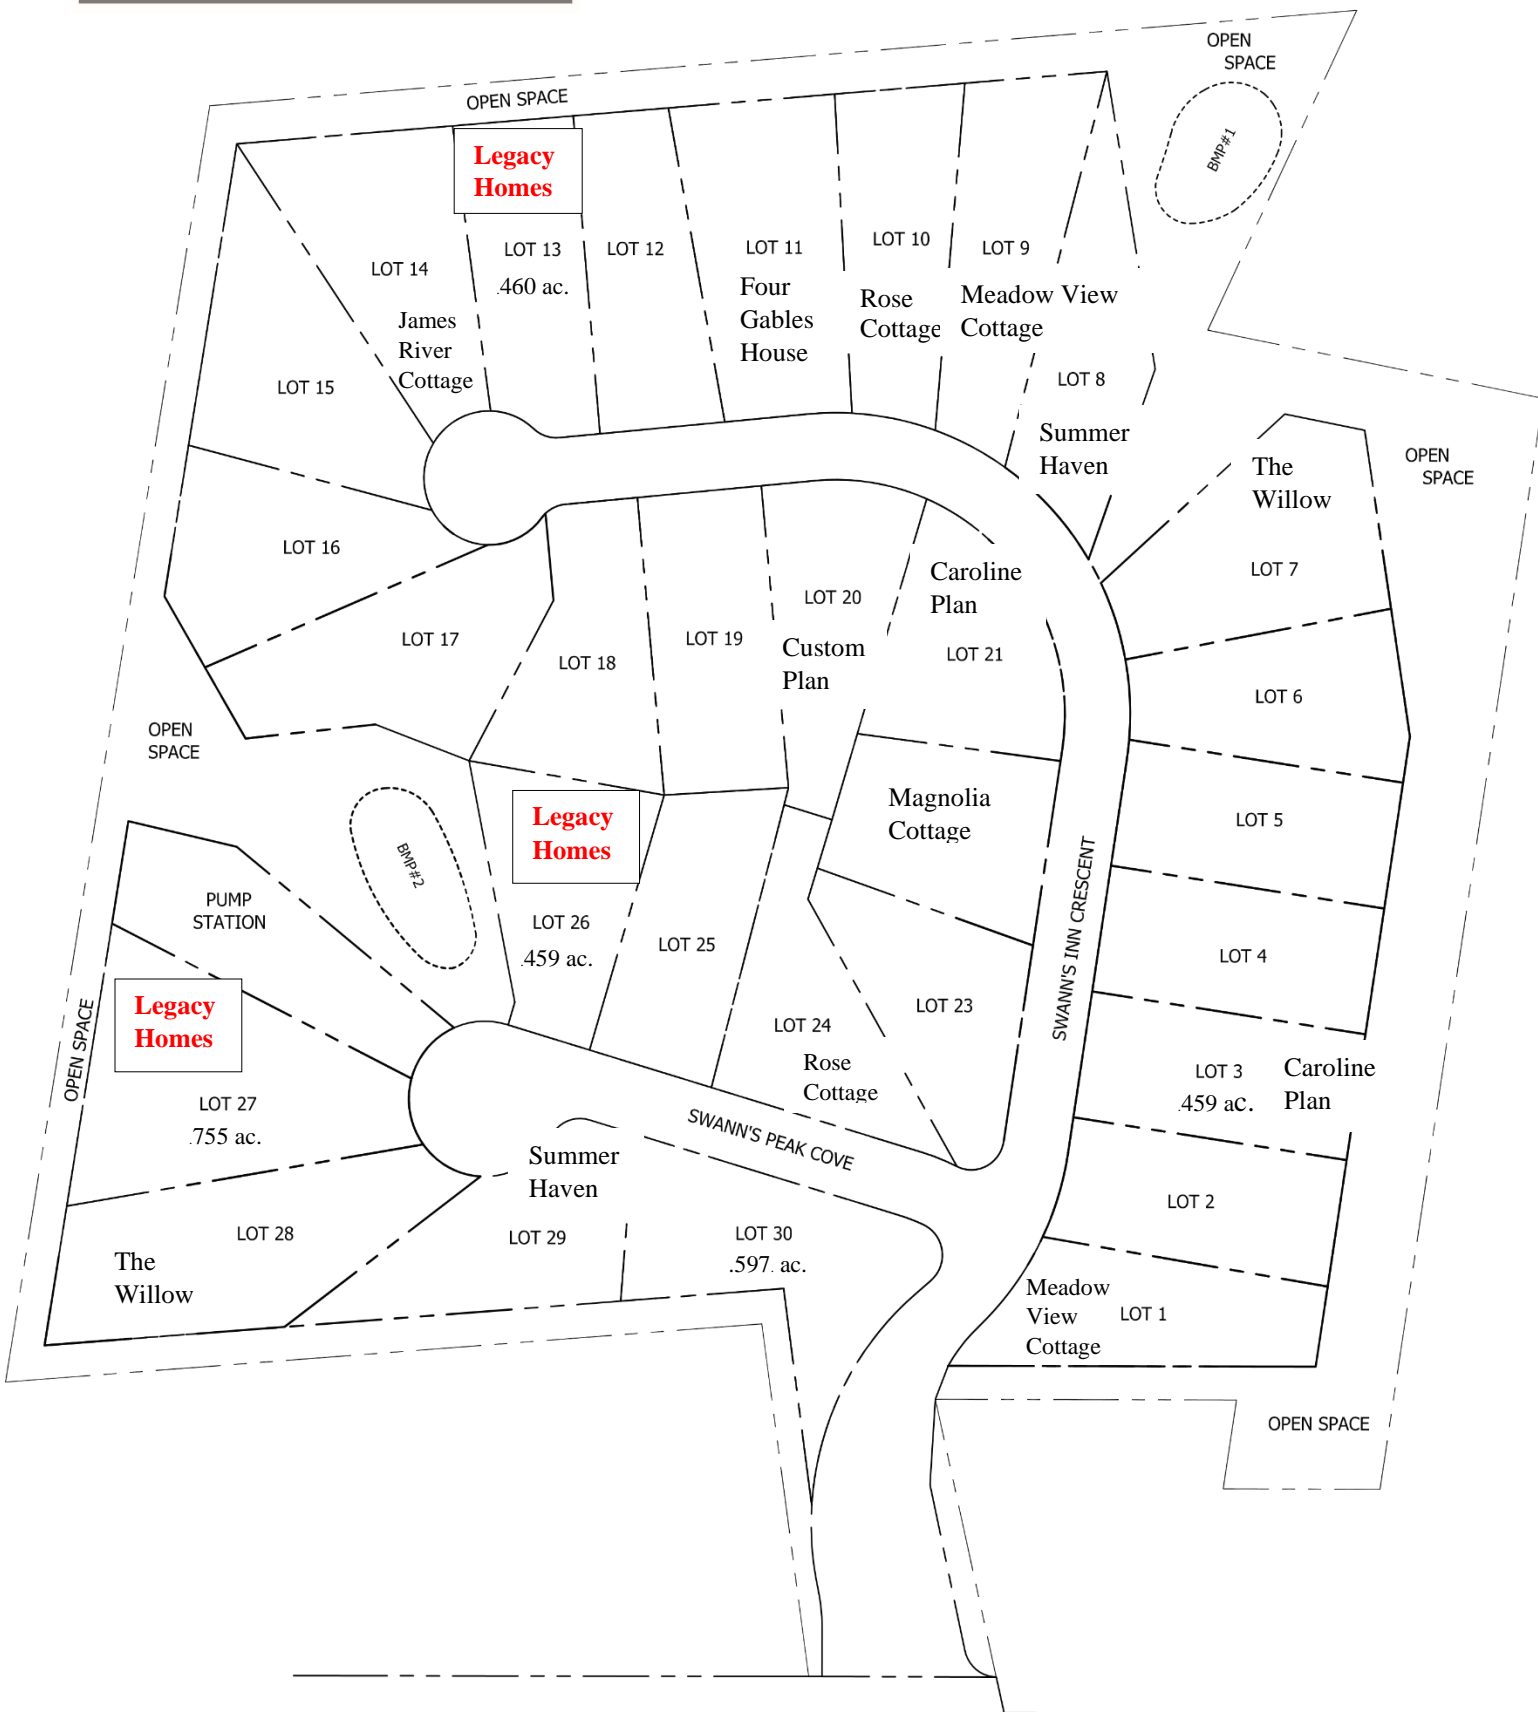 OPEN
SPACE
BMP#1
OPEN SPACE
Legacy
Homes
LOT 13
.460 ac.
LOT 12
LOT 11
Four
Gables
House
LOT 10
Rose
Cottage
LOT 9
Meadow View
Cottage
LOT 14
James
River
Cottage
LOT 15
LOT 8
Summer
Haven
The
Willow
LOT 7
OPEN
SPACE
LOT 16
LOT 17
LOT 18
LOT 19
LOT 20
Custom
Plan
Caroline
Plan
LOT 21
LOT 6
OPEN
SPACE
BMP#2
Legacy
Homes
LOT 26
.459 ac.
LOT 25
Magnolia
Cottage
LOT 5
SWANN'S INN CRESCENT
LOT 4
PUMP
STATION
OPEN SPACE
Legacy
Homes
LOT 27
.755 ac.
LOT 24
Rose
Cottage
LOT 23
LOT 3
.459 ac.
Caroline
Plan
SWANN'S PEAK COVE
Summer
Haven
LOT 29
LOT 28
The
Willow
LOT 30
.597. ac.
LOT 2
Meadow
View
Cottage
LOT 1
OPEN SPACE